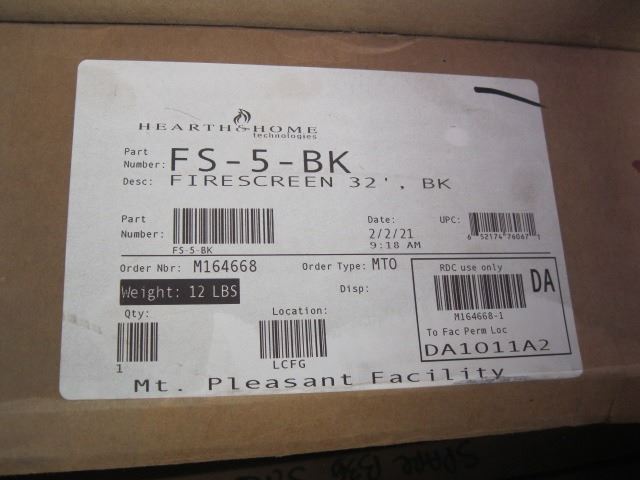 HEARTH & HOME
technologies
Part Number: FS-5-BK
Desc: FIRESCREEN 32', BK
Part Number:
FS-5-BK
Date: 2/2/21 9:18 AM
UPC:
6 52174 76067 1
Order Nbr: M164668
Order Type: MTO
Weight: 12 LBS
Disp:
RDC use only
DA
M164668-1
To Fac Perm Loc
DA1011A2
Qty:
1
Location:
LCFG
Mt. Pleasant Facility
SPARE